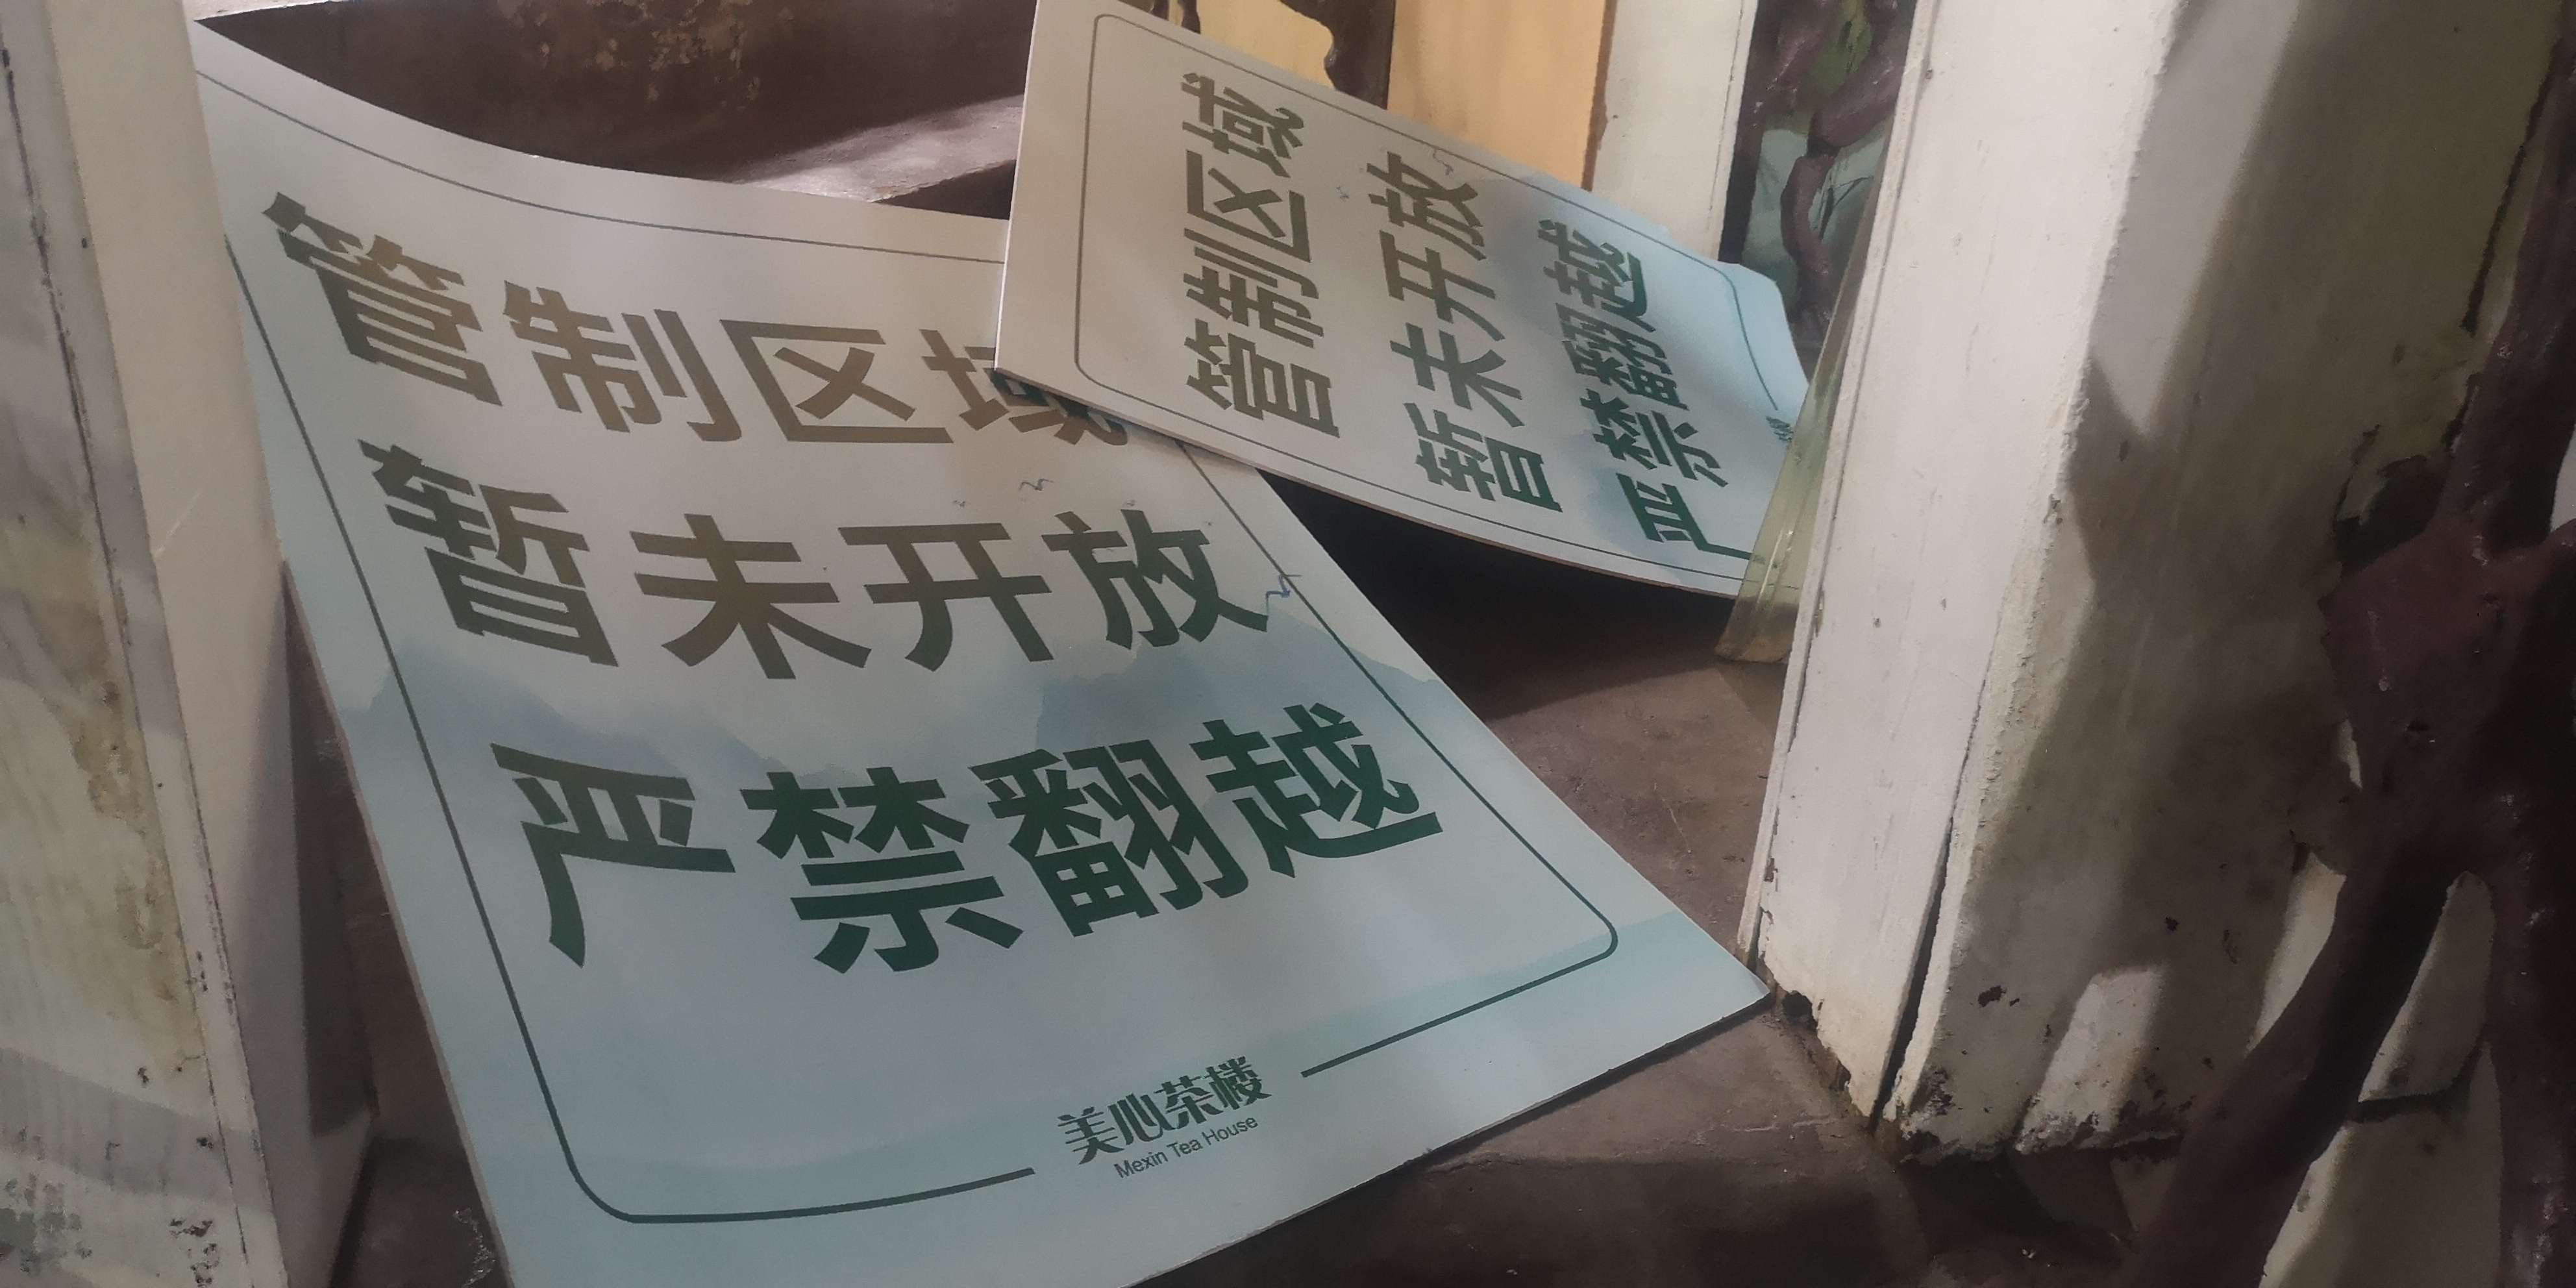 管制区域
暂未开放
严禁翻越
美心茶楼
Mexin Tea House
管制区域
暂未开放
严禁翻越